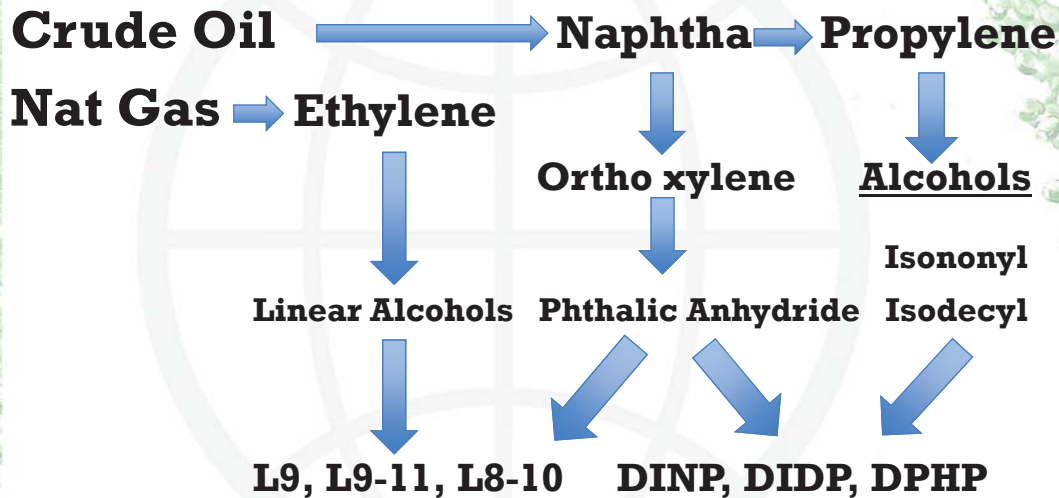 Crude Oil Naphtha Propylene
Nat Gas Ethylene
Ortho xylene Alcohols
Isononyl
Linear Alcohols Phthalic Anhydride Isodecyl
L9, L9-11, L8-10 DINP, DIDP, DPHP